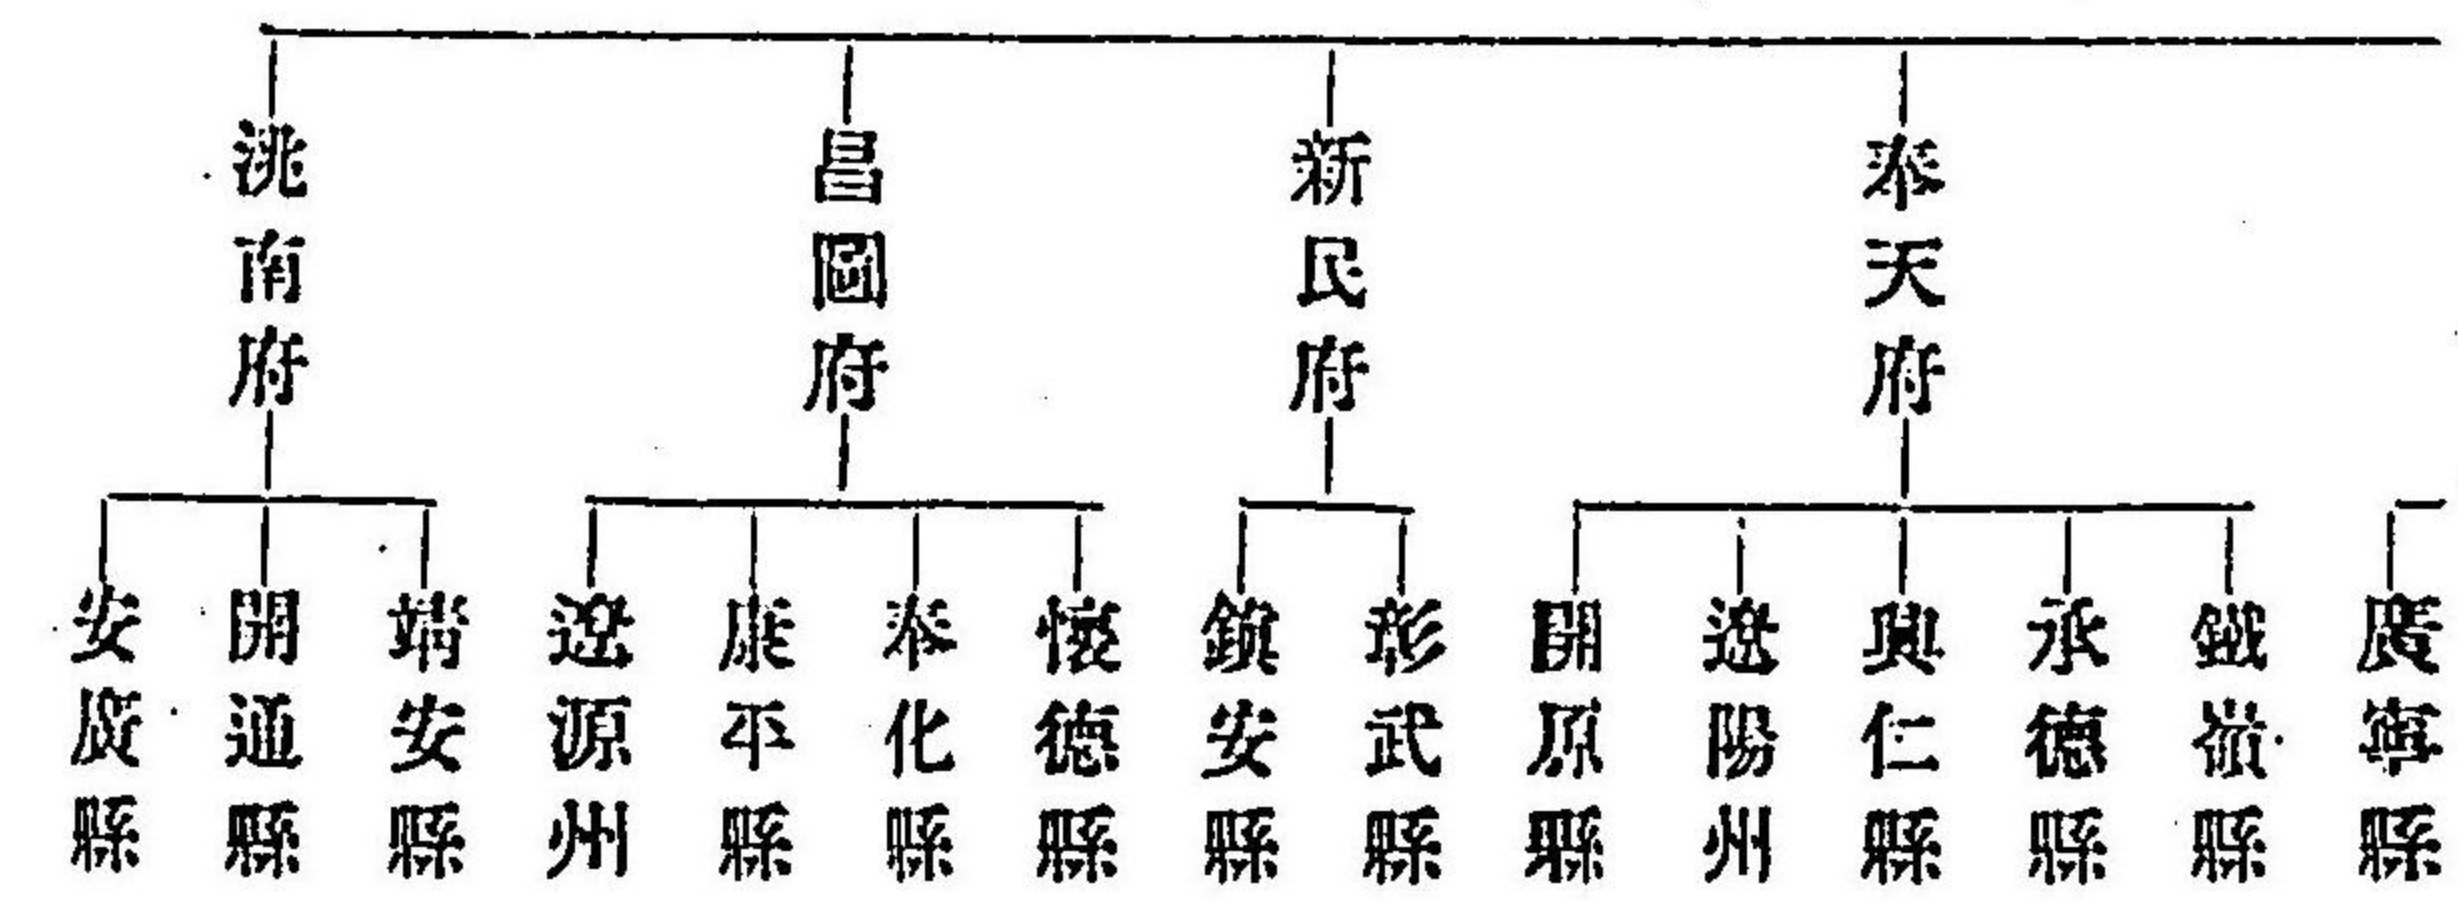 奉天府
新民府
昌圖府
洮南府
廣寧縣
鐵嶺縣
承德縣
興仁縣
遼陽州
開原縣
彰武縣
鎮安縣
懷德縣
奉化縣
康平縣
遼源州
靖安縣
開通縣
安廣縣